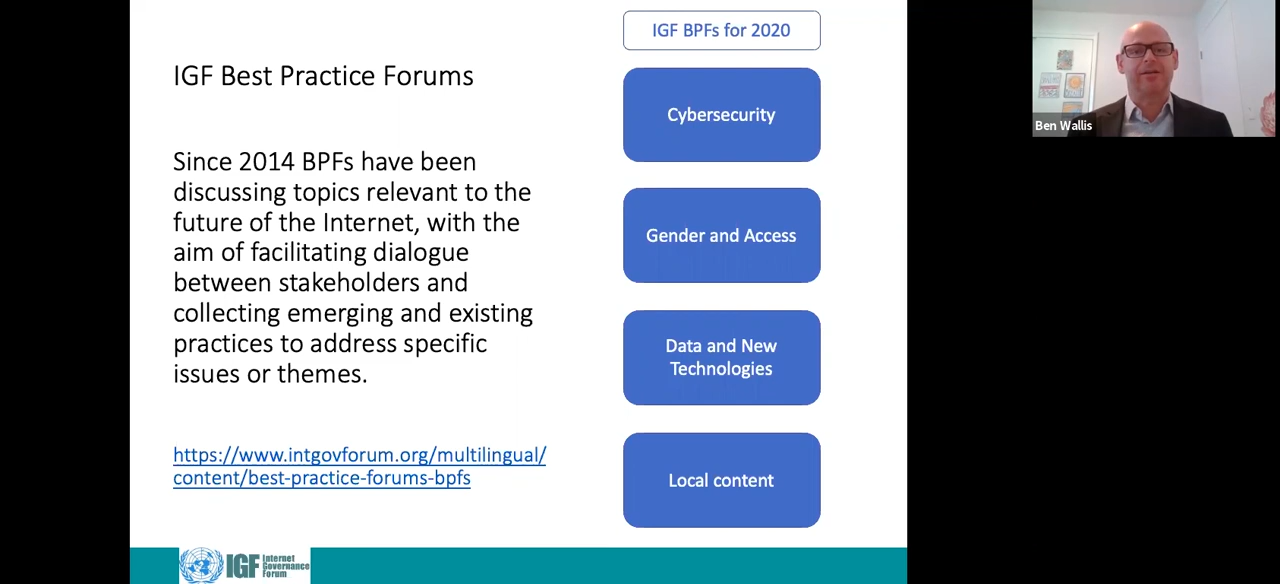 IGF Best Practice Forums
Since 2014 BPFs have been
discussing topics relevant to the
future of the Internet, with the
aim of facilitating dialogue
between stakeholders and
collecting emerging and existing
practices to address specific
issues or themes.
https://www.intgovforum.org/multilingual/
content/best-practice-forums-bpfs
IGF BPFs for 2020
Cybersecurity
Gender and Access
Data and New
Technologies
Local content
IGF
Internet
Governance
Forum
Ben Wallis